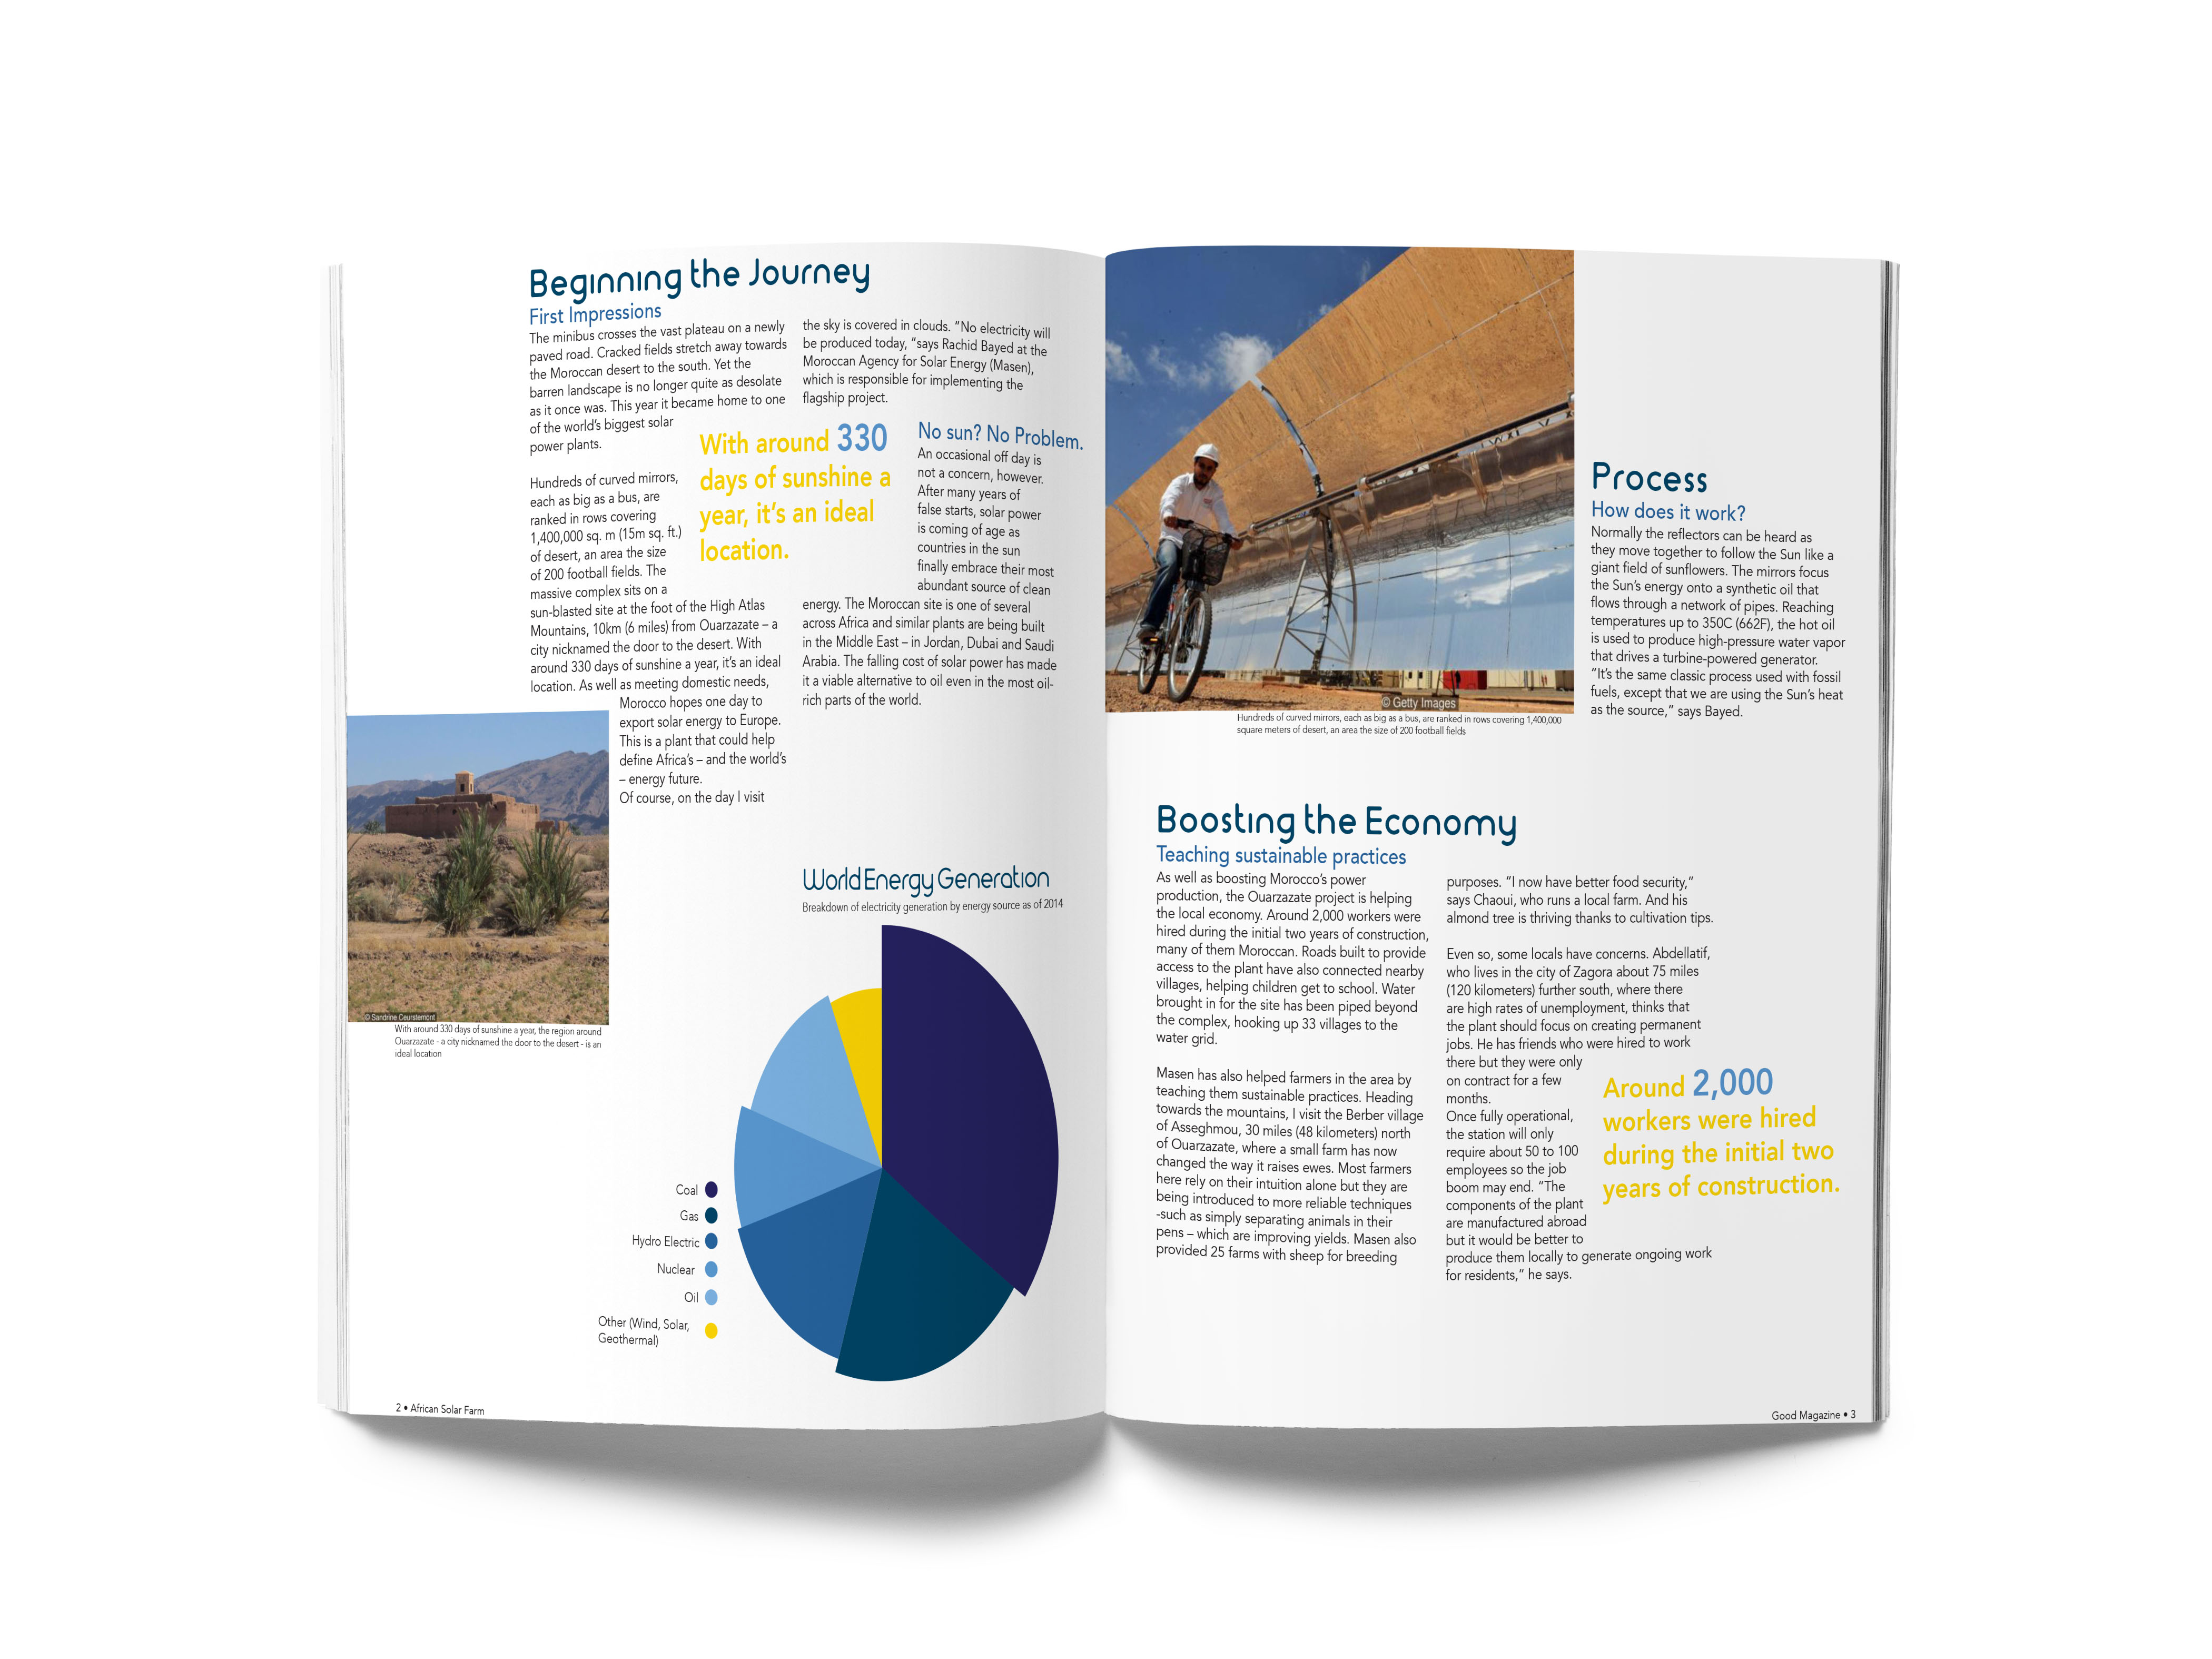 Beginning the Journey
First Impressions
The minibus crosses the vast plateau on a newly
paved road. Cracked fields stretch away towards
the Moroccan desert to the south. Yet the
barren landscape is no longer quite as desolate
as it once was. This year it became home to one
of the world's biggest solar
power plants.
Hundreds of curved mirrors,
each as big as a bus, are
ranked in rows covering
1,400,000 sq. m (15m sq. ft.)
of desert, an area the size
of 200 football fields. The
massive complex sits on a
sun-blasted site at the foot of the High Atlas
Mountains, 10km (6 miles) from Ouarzazate – a
city nicknamed the door to the desert. With
around 330 days of sunshine a year, it's an ideal
location. As well as meeting domestic needs,
Morocco hopes one day to
export solar energy to Europe.
This is a plant that could help
define Africa's – and the world's
– energy future.
Of course, on the day I visit
the sky is covered in clouds. "No electricity will
be produced today, "says Rachid Bayed at the
Moroccan Agency for Solar Energy (Masen),
which is responsible for implementing the
flagship project.
With around 330
days of sunshine a
year, it's an ideal
location.
No sun? No Problem.
An occasional off day is
not a concern, however.
After many years of
false starts, solar power
is coming of age as
countries in the sun
finally embrace their most
abundant source of clean
energy. The Moroccan site is one of several
across Africa and similar plants are being built
in the Middle East – in Jordan, Dubai and Saudi
Arabia. The falling cost of solar power has made
it a viable alternative to oil even in the most oil-
rich parts of the world.
© Sandrine Ceurstemont
With around 330 days of sunshine a year, the region around
Ouarzazate - a city nicknamed the door to the desert - is an
ideal location
World Energy Generation
Breakdown of electricity generation by energy source as of 2014
Coal
Gas
Hydro Electric
Nuclear
Oil
Other (Wind, Solar,
Geothermal)
2 • African Solar Farm
© Getty Images
Hundreds of curved mirrors, each as big as a bus, are ranked in rows covering 1,400,000
square meters of desert, an area the size of 200 football fields
Process
How does it work?
Normally the reflectors can be heard as
they move together to follow the Sun like a
giant field of sunflowers. The mirrors focus
the Sun's energy onto a synthetic oil that
flows through a network of pipes. Reaching
temperatures up to 350C (662F), the hot oil
is used to produce high-pressure water vapor
that drives a turbine-powered generator.
"It's the same classic process used with fossil
fuels, except that we are using the Sun's heat
as the source," says Bayed.
Boosting the Economy
Teaching sustainable practices
As well as boosting Morocco's power
production, the Ouarzazate project is helping
the local economy. Around 2,000 workers were
hired during the initial two years of construction,
many of them Moroccan. Roads built to provide
access to the plant have also connected nearby
villages, helping children get to school. Water
brought in for the site has been piped beyond
the complex, hooking up 33 villages to the
water grid.
Masen has also helped farmers in the area by
teaching them sustainable practices. Heading
towards the mountains, I visit the Berber village
of Asseghmou, 30 miles (48 kilometers) north
of Ouarzazate, where a small farm has now
changed the way it raises ewes. Most farmers
here rely on their intuition alone but they are
being introduced to more reliable techniques
-such as simply separating animals in their
pens – which are improving yields. Masen also
provided 25 farms with sheep for breeding
purposes. "I now have better food security,"
says Chaoui, who runs a local farm. And his
almond tree is thriving thanks to cultivation tips.
Even so, some locals have concerns. Abdellatif,
who lives in the city of Zagora about 75 miles
(120 kilometers) further south, where there
are high rates of unemployment, thinks that
the plant should focus on creating permanent
jobs. He has friends who were hired to work
there but they were only
on contract for a few
months.
Once fully operational,
the station will only
require about 50 to 100
employees so the job
boom may end. "The
components of the plant
are manufactured abroad
but it would be better to
produce them locally to generate ongoing work
for residents," he says.
Around 2,000
workers were hired
during the initial two
years of construction.
Good Magazine • 3